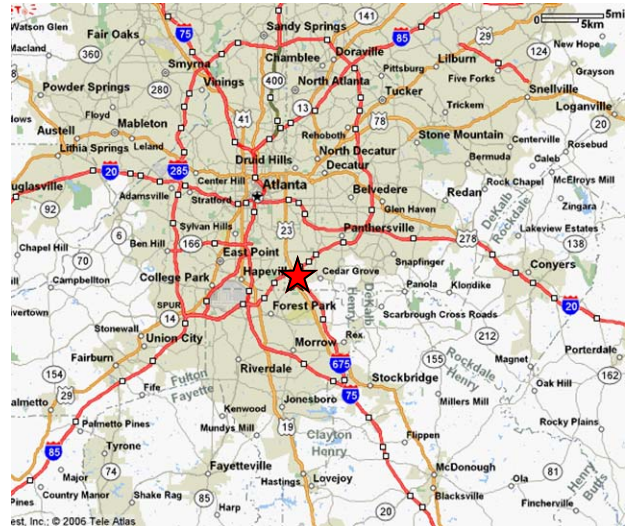 Sandy Springs
141
5mi
5km
Watson Glen
Fair Oaks
75
Chamblee
Doraville
85
29
New Hope
Macland
360
Smyrna
400
North Atlanta
Pittsburg
Lilburn
124
Grayson
280
Vinings
Five Forks
Powder Springs
13
Tucker
Snellville
Floyd
Mableton
41
Trickem
Loganville
Austell
Rehoboth
78
Stone Mountain
20
Lithia Springs
Leland
Druid Hills
North Decatur
Centerville
Rosebud
Decatur
Bermuda
Caleb
20
285
Center Hill
Atlanta
Rock Chapel
McElroys Mill
Adamsville
Stratford
Belvedere
Redan
92
Glen Haven
DeKalb
Rockdale
Zingara
6
Sylvan Hills
23
Panthersville
278
Lakeview Estates
Chapel Hill
Ben Hill
166
East Point
138
70
Snapfinger
Campbellton
College Park
Hapeville
Cedar Grove
Conyers
Panola
Klondike
SPUR
14
Forest Park
Henry
DeKalb
Scarbrough Cross Roads
20
Stonewall
Union City
Morrow
Rex
212
Fairburn
675
155
Rockdale
Henry
Magnet
Porterdale
154
29
Fulton
Fayette
Riverdale
Stockbridge
162
Fife
75
Oak Hill
Palmetto Pines
Kenwood
Jonesboro
Millers Mill
Mundys Mill
Rocky Plains
85
Tyrone
19
Clayton
Henry
Flippen
Major
74
Fayetteville
McDonough
81
Country Manor
Shake Rag
85
Harp
Hastings
Lovejoy
Ola
Henry
Butts
Blacksville
20
Fincherville
© 2006 Tele Atlas